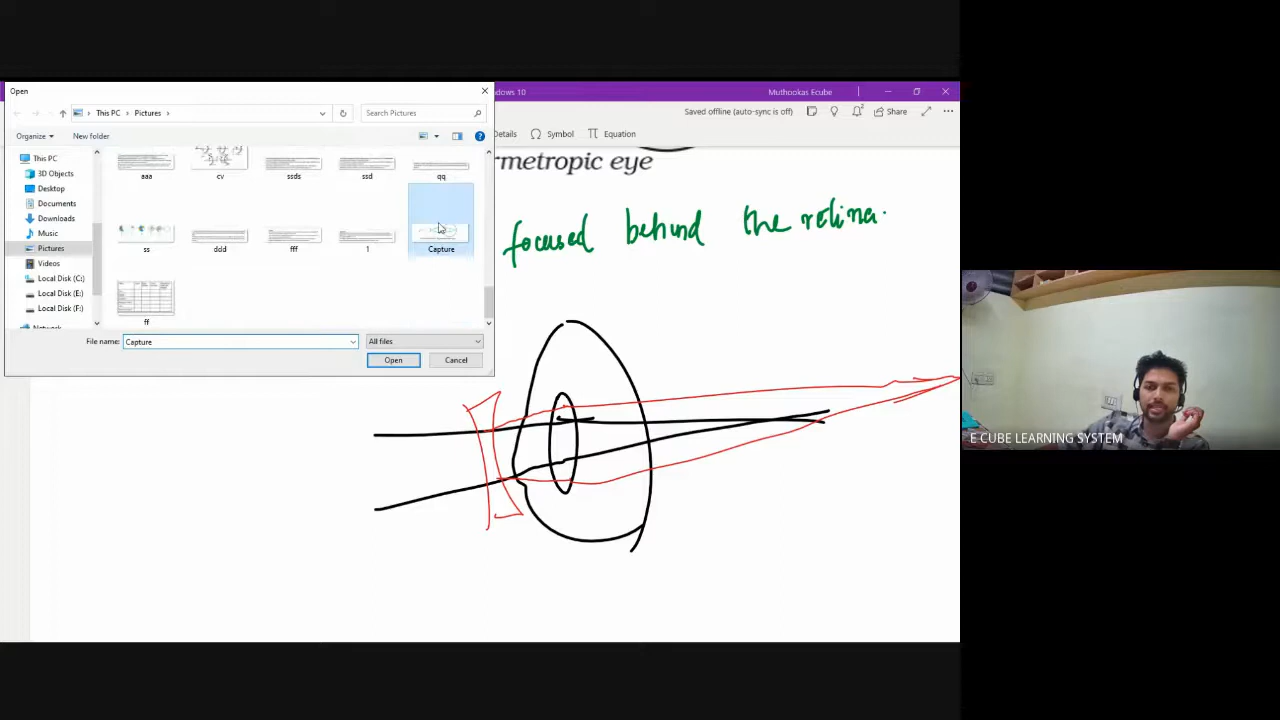 Open
ndows 10
Muthookas Ecube
This PC
Pictures
Search Pictures
Saved offline (auto-sync is off)
Share
Organize
New folder
Details
Symbol
Equation
This PC
3D Objects
Desktop
Documents
Downloads
Music
Pictures
Videos
Local Disk (C:)
Local Disk (E:)
Local Disk (F:)
aaa
cv
ssds
ssd
qq
ss
ddd
fff
1
Capture
ff
File name:
Capture
All files
Open
Cancel
rmetropic eye
focused behind the retina.
E CUBE LEARNING SYSTEM